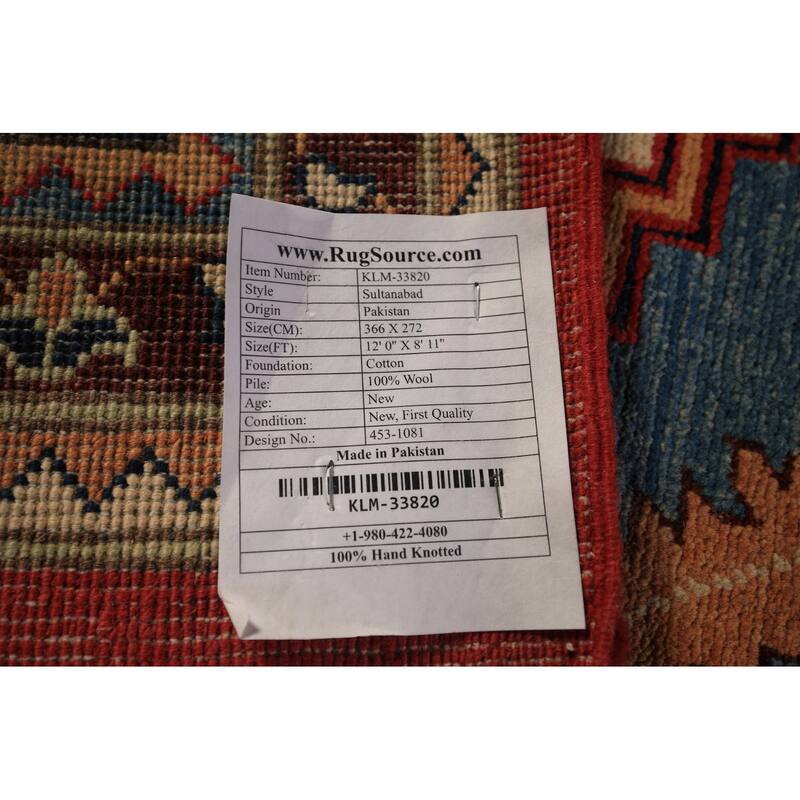 www.RugSource.com
Item Number: KLM-33820
Style Sultanabad
Origin Pakistan
Size(CM): 366 X 272
Size(FT): 12' 0" X 8' 11"
Foundation: Cotton
Pile: 100% Wool
Age: New
Condition: New, First Quality
Design No.: 453-1081
Made in Pakistan
KLM-33820
+1-980-422-4080
100% Hand Knotted